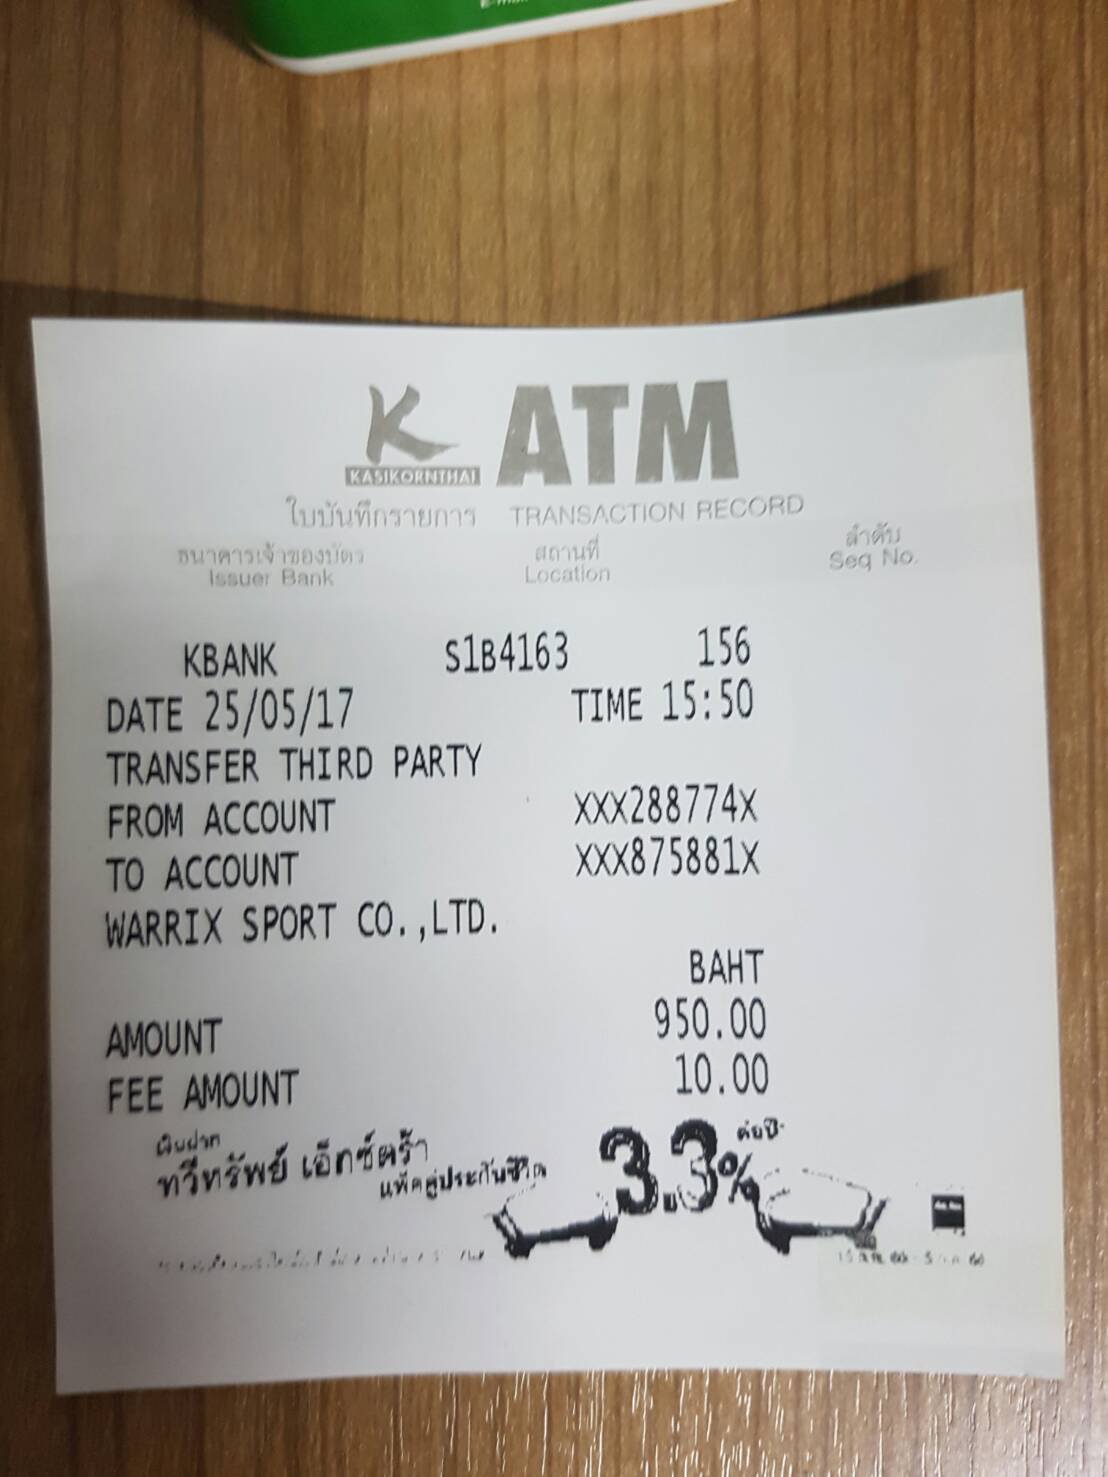 K ATM
KASIKORNTHAI
ใบบันทึกรายการ TRANSACTION RECORD
ธนาคารเจ้าของบัตร สถานที่ ลำดับ
Issuer Bank Location Seq No.
KBANK S1B4163 156
DATE 25/05/17 TIME 15:50
TRANSFER THIRD PARTY
FROM ACCOUNT XXX288774X
TO ACCOUNT XXX875881X
WARRIX SPORT CO.,LTD.
BAHT
AMOUNT 950.00
FEE AMOUNT 10.00
เงินฝาก
ทวีทรัพย์ เอ็กซ์ตร้า 3.3% ต่อปี
แพ็คคู่ประกันชีวิต